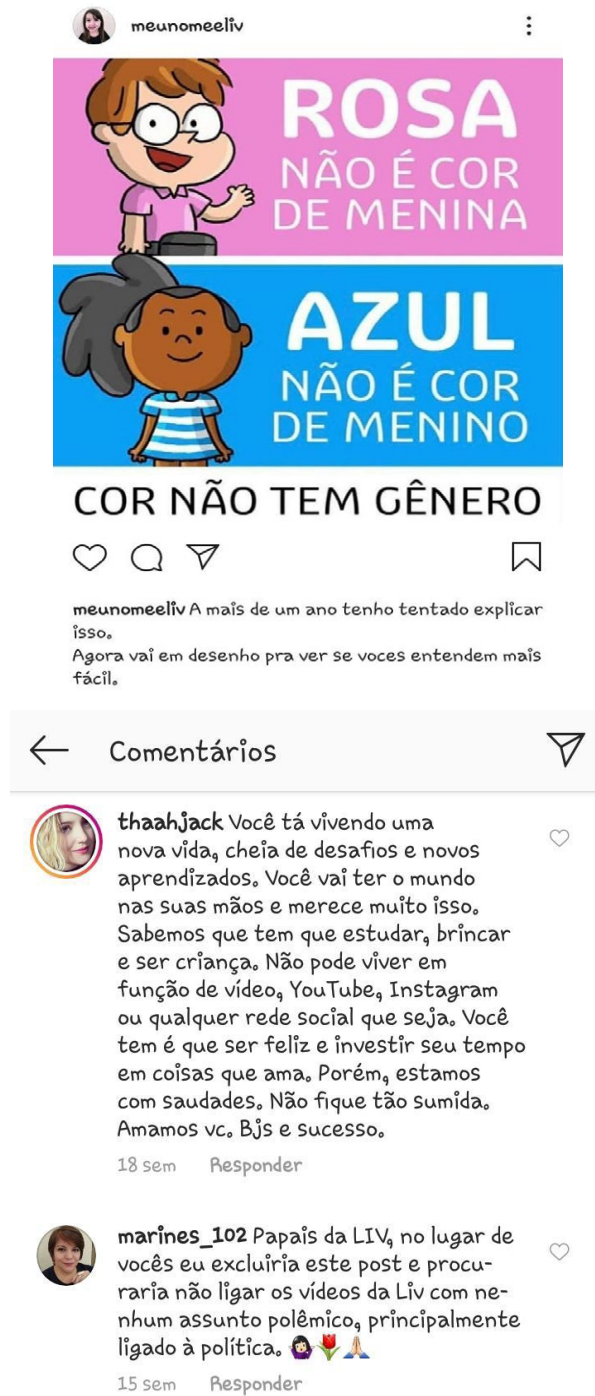 meunomeeliv
ROSA
NÃO É COR
DE MENINA
AZUL
NÃO É COR
DE MENINO
COR NÃO TEM GÊNERO
meunomeeliv A mais de um ano tenho tentado explicar
isso.
Agora vai em desenho pra ver se voces entendem mais
fácil.
Comentários
thaahjack Você tá vivendo uma
nova vida, cheia de desafios e novos
aprendizados. Você vai ter o mundo
nas suas mãos e merece muito isso.
Sabemos que tem que estudar, brincar
e ser criança. Não pode viver em
função de vídeo, YouTube, Instagram
ou qualquer rede social que seja. Você
tem é que ser feliz e investir seu tempo
em coisas que ama. Porém, estamos
com saudades. Não fique tão sumida.
Amamos vc. Bjs e sucesso.
18 sem Responder
marines_102 Papais da LIV, no lugar de
vocês eu excluiria este post e procu-
raria não ligar os vídeos da Liv com ne-
nhum assunto polêmico, principalmente
ligado à política. 🤷🏻‍♀️🌷🙏🏻
15 sem Responder